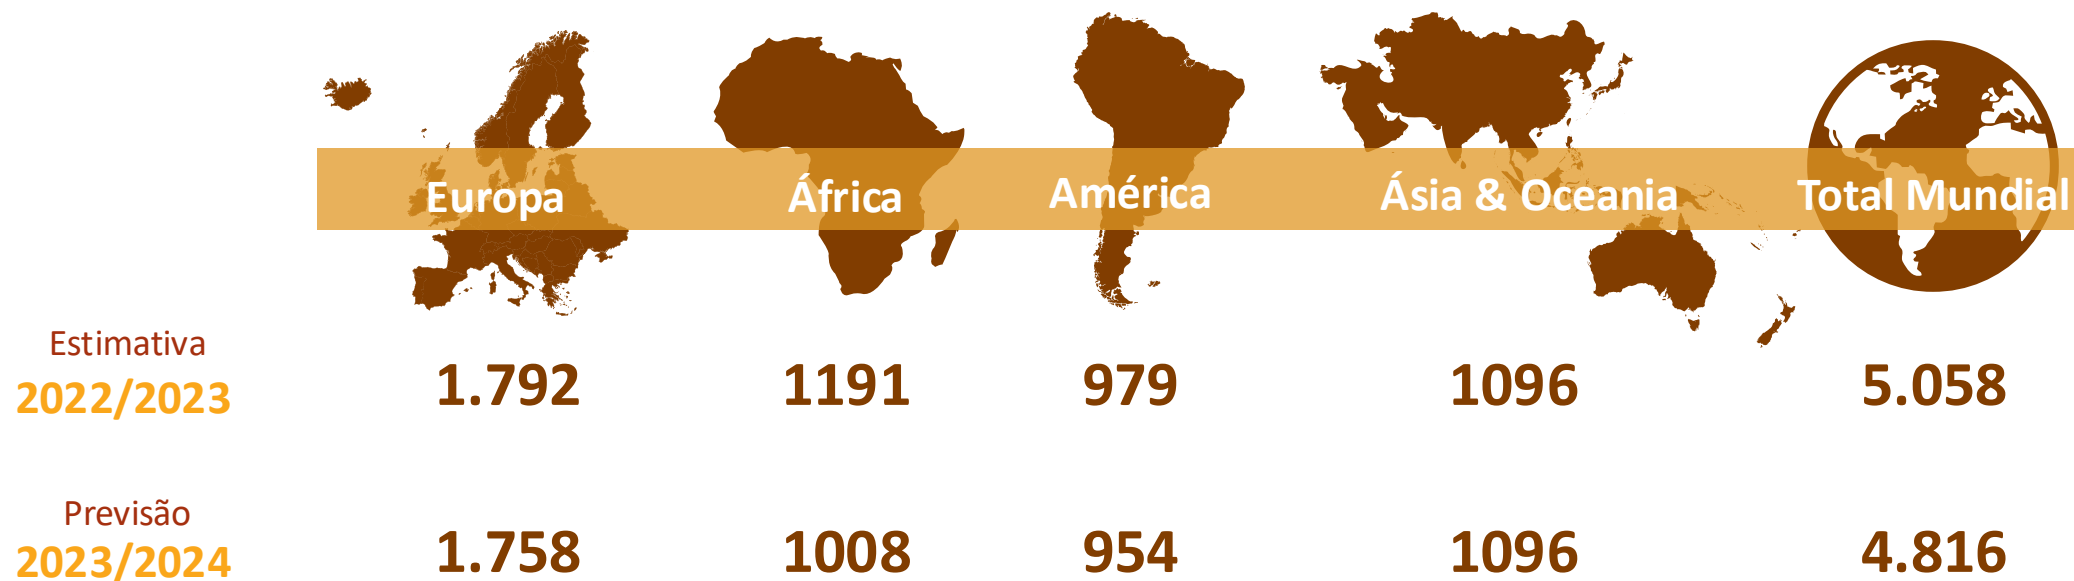 Europa
África
América
Ásia & Oceania
Total Mundial
Estimativa
2022/2023
1.792
1191
979
1096
5.058
Previsão
2023/2024
1.758
1008
954
1096
4.816